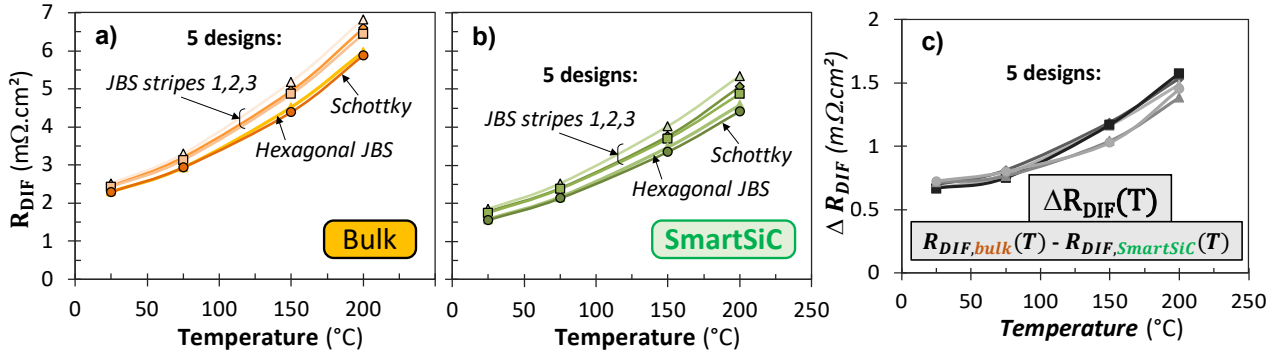 a)
5 designs:
JBS stripes 1,2,3
Schottky
Hexagonal JBS
Bulk
R_DIF (mΩ.cm²)
7
6
5
4
3
2
1
0
0 50 100 150 200
Temperature (°C)
b)
5 designs:
JBS stripes 1,2,3
Schottky
Hexagonal JBS
SmartSiC
0 50 100 150 200
Temperature (°C)
c)
5 designs:
ΔR_DIF(T)
R_DIF,bulk(T) - R_DIF,SmartSiC(T)
Δ R_DIF (mΩ.cm²)
2
1.5
1
0.5
0
0 50 100 150 200 250
Temperature (°C)